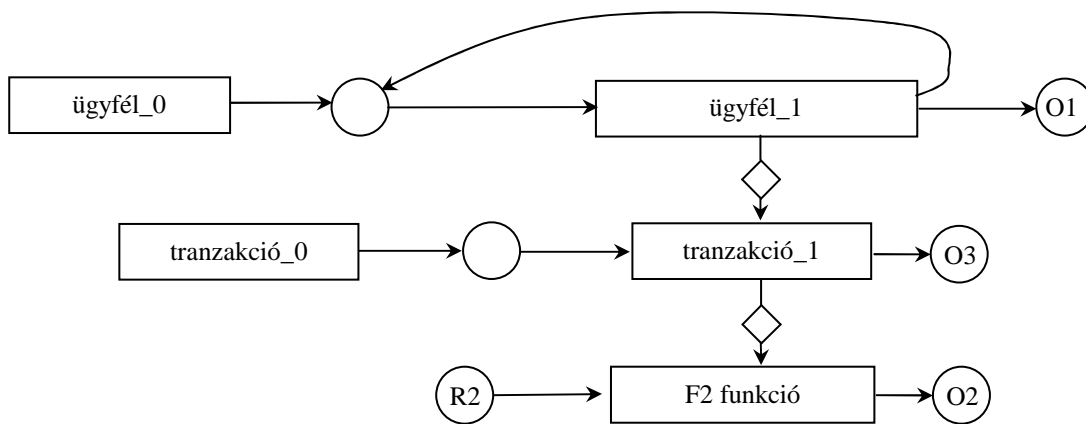 ügyfél_0
ügyfél_1
O1
tranzakció_0
tranzakció_1
O3
R2
F2 funkció
O2